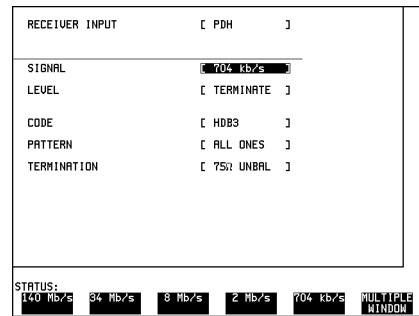 RECEIVER INPUT [ PDH ]
SIGNAL [ 704 kb/s ]
LEVEL [ TERMINATE ]
CODE [ HDB3 ]
PATTERN [ ALL ONES ]
TERMINATION [ 75Ω UNBAL ]
STATUS:
140 Mb/s 34 Mb/s 8 Mb/s 2 Mb/s 704 kb/s MULTIPLE
WINDOW